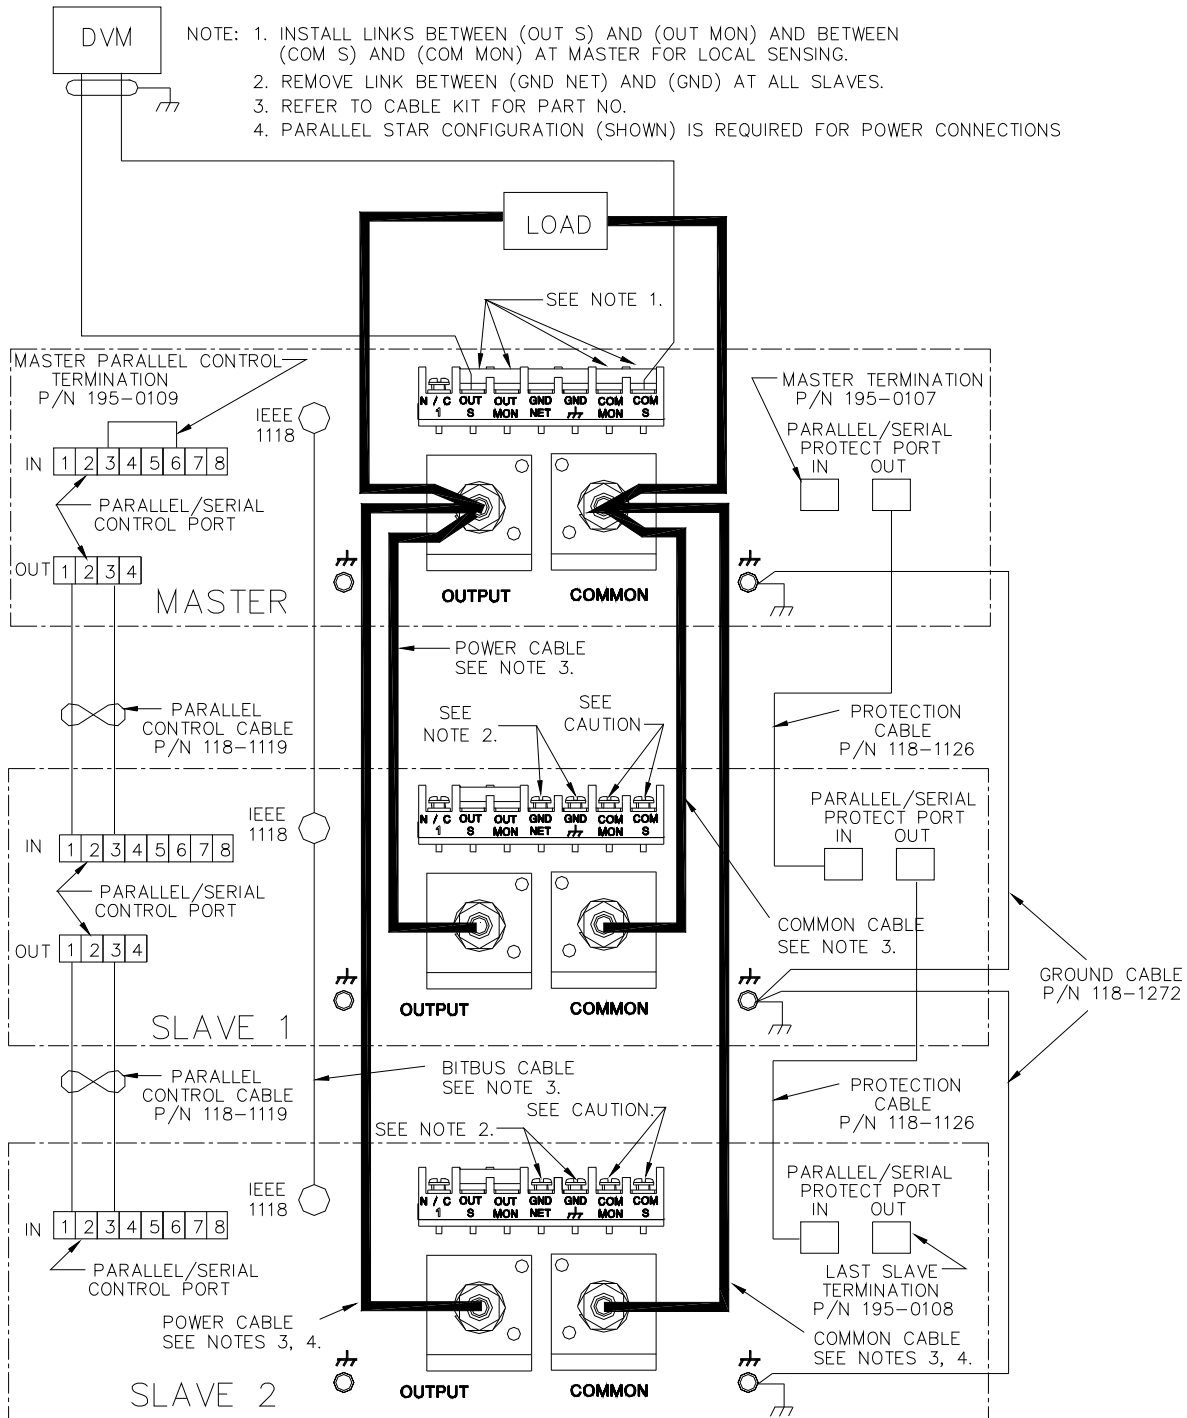 DVM
NOTE: 1. INSTALL LINKS BETWEEN (OUT S) AND (OUT MON) AND BETWEEN
(COM S) AND (COM MON) AT MASTER FOR LOCAL SENSING.
2. REMOVE LINK BETWEEN (GND NET) AND (GND) AT ALL SLAVES.
3. REFER TO CABLE KIT FOR PART NO.
4. PARALLEL STAR CONFIGURATION (SHOWN) IS REQUIRED FOR POWER CONNECTIONS
LOAD
SEE NOTE 1.
MASTER PARALLEL CONTROL
TERMINATION
P/N 195-0109
IEEE
1118
IN 1 2 3 4 5 6 7 8
PARALLEL/SERIAL
CONTROL PORT
OUT 1 2 3 4
MASTER
N / C OUT OUT GND GND COM COM
1 S MON NET MON S
OUTPUT COMMON
MASTER TERMINATION
P/N 195-0107
PARALLEL/SERIAL
PROTECT PORT
IN OUT
POWER CABLE
SEE NOTE 3.
PARALLEL
CONTROL CABLE
P/N 118-1119
SEE
NOTE 2.
SEE
CAUTION
PROTECTION
CABLE
P/N 118-1126
IEEE
1118
IN 1 2 3 4 5 6 7 8
PARALLEL/SERIAL
CONTROL PORT
OUT 1 2 3 4
SLAVE 1
N / C OUT OUT GND GND COM COM
1 S MON NET MON S
OUTPUT COMMON
PARALLEL/SERIAL
PROTECT PORT
IN OUT
COMMON CABLE
SEE NOTE 3.
GROUND CABLE
P/N 118-1272
PARALLEL
CONTROL CABLE
P/N 118-1119
BITBUS CABLE
SEE NOTE 3.
SEE CAUTION.
SEE NOTE 2.
PROTECTION
CABLE
P/N 118-1126
IEEE
1118
IN 1 2 3 4 5 6 7 8
PARALLEL/SERIAL
CONTROL PORT
N / C OUT OUT GND GND COM COM
1 S MON NET MON S
PARALLEL/SERIAL
PROTECT PORT
IN OUT
LAST SLAVE
TERMINATION
P/N 195-0108
POWER CABLE
SEE NOTES 3, 4.
COMMON CABLE
SEE NOTES 3, 4.
SLAVE 2
OUTPUT COMMON